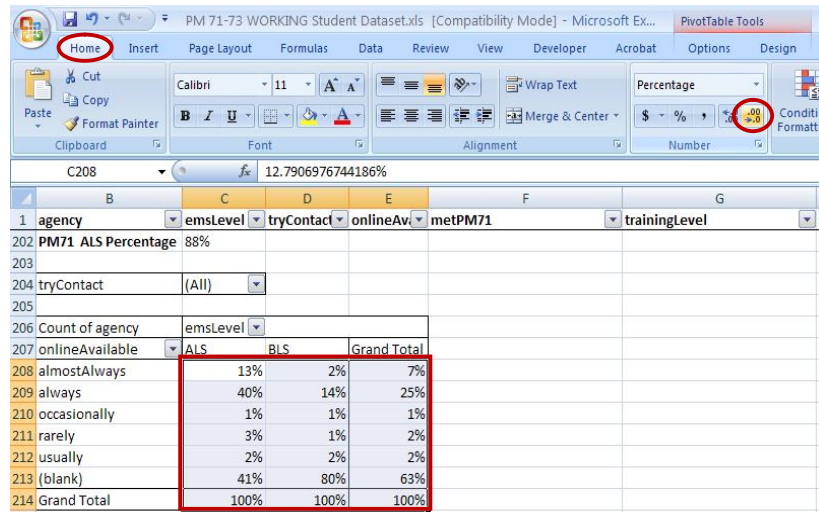 PM 71-73 WORKING Student Dataset.xls [Compatibility Mode] - Microsoft Ex... PivotTable Tools
Home Insert Page Layout Formulas Data Review View Developer Acrobat Options Design
Paste
Cut
Copy
Format Painter
Clipboard
Calibri 11
B I U
Font
Wrap Text
Merge & Center
Alignment
Percentage
$ % ,
Number
Conditi
Formatt
C208 fx 12.7906976744186%
B C D E F G
1 agency emsLevel tryContact onlineAva metPM71 trainingLevel
202 PM71 ALS Percentage 88%
203
204 tryContact (All)
205
206 Count of agency emsLevel
207 onlineAvailable ALS BLS Grand Total
208 almostAlways 13% 2% 7%
209 always 40% 14% 25%
210 occasionally 1% 1% 1%
211 rarely 3% 1% 2%
212 usually 2% 2% 2%
213 (blank) 41% 80% 63%
214 Grand Total 100% 100% 100%